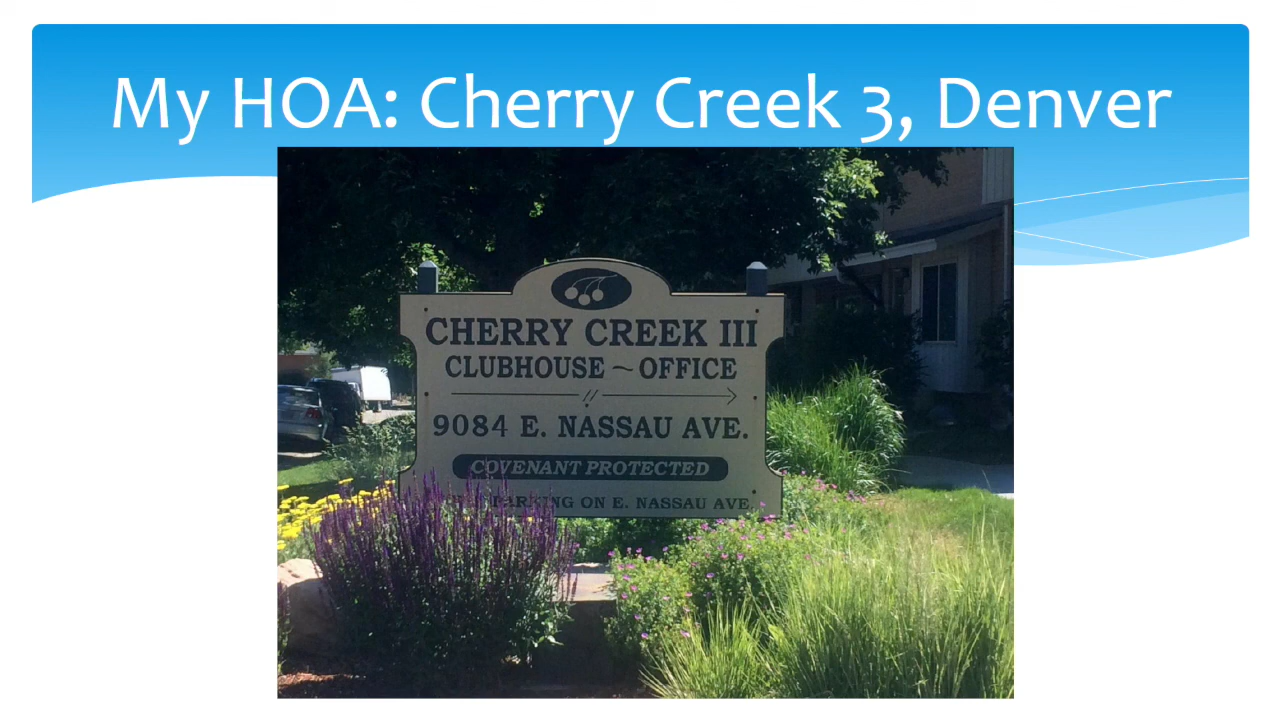 My HOA: Cherry Creek 3, Denver
CHERRY CREEK III
CLUBHOUSE ~ OFFICE
9084 E. NASSAU AVE.
COVENANT PROTECTED
PARKING ON E. NASSAU AVE.